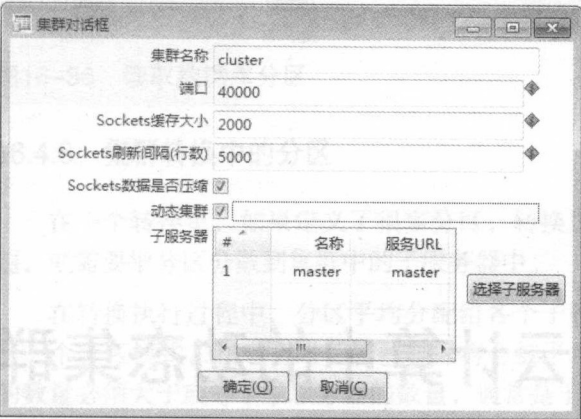 集群对话框
集群名称 cluster
端口 40000
Sockets缓存大小 2000
Sockets刷新间隔(行数) 5000
Sockets数据是否压缩
动态集群
子服务器
# 名称 服务URL
1 master master
选择子服务器
确定(O) 取消(C)